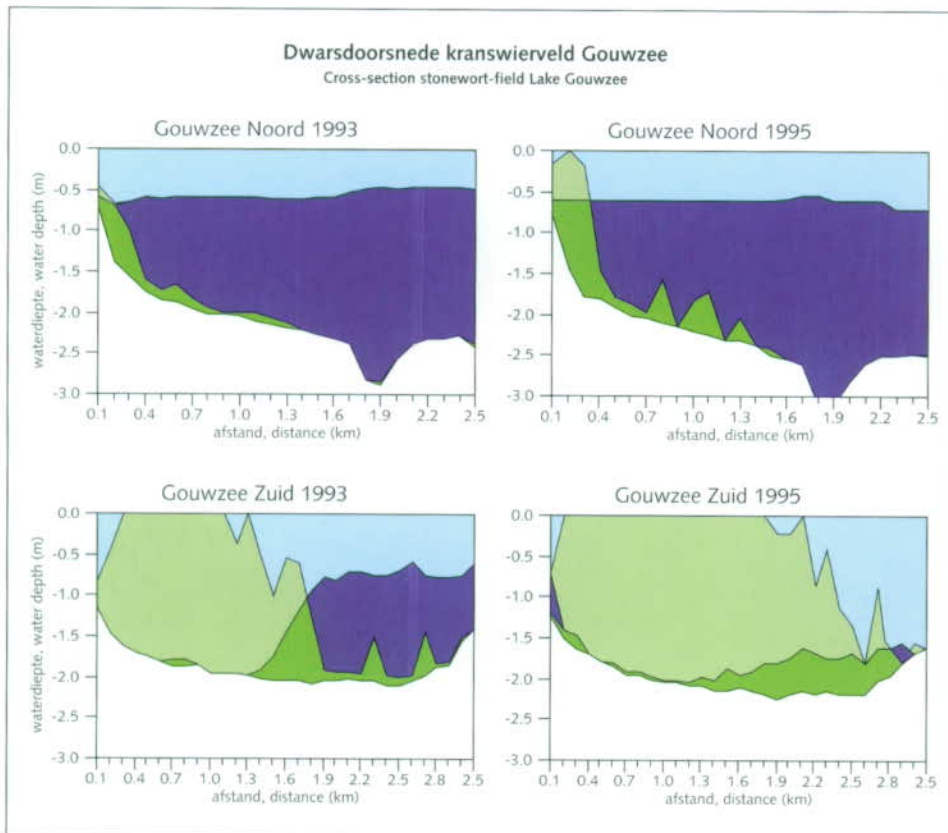 Dwarsdoorsnede kranswierveld Gouwzee
Cross-section stonewort-field Lake Gouwzee
Gouwzee Noord 1993
Gouwzee Noord 1995
waterdiepte, water depth (m)
0.0
-0.5
-1.0
-1.5
-2.0
-2.5
-3.0
0.0
-0.5
-1.0
-1.5
-2.0
-2.5
-3.0
0.1 0.4 0.7 1.0 1.3 1.6 1.9 2.2 2.5
0.1 0.4 0.7 1.0 1.3 1.6 1.9 2.2 2.5
afstand, distance (km)
afstand, distance (km)
Gouwzee Zuid 1993
Gouwzee Zuid 1995
waterdiepte, water depth (m)
0.0
-0.5
-1.0
-1.5
-2.0
-2.5
-3.0
0.0
-0.5
-1.0
-1.5
-2.0
-2.5
-3.0
0.1 0.4 0.7 1.0 1.3 1.6 1.9 2.2 2.5 2.8 2.5
0.1 0.4 0.7 1.0 1.3 1.6 1.9 2.2 2.5 2.8 2.5
afstand, distance (km)
afstand, distance (km)